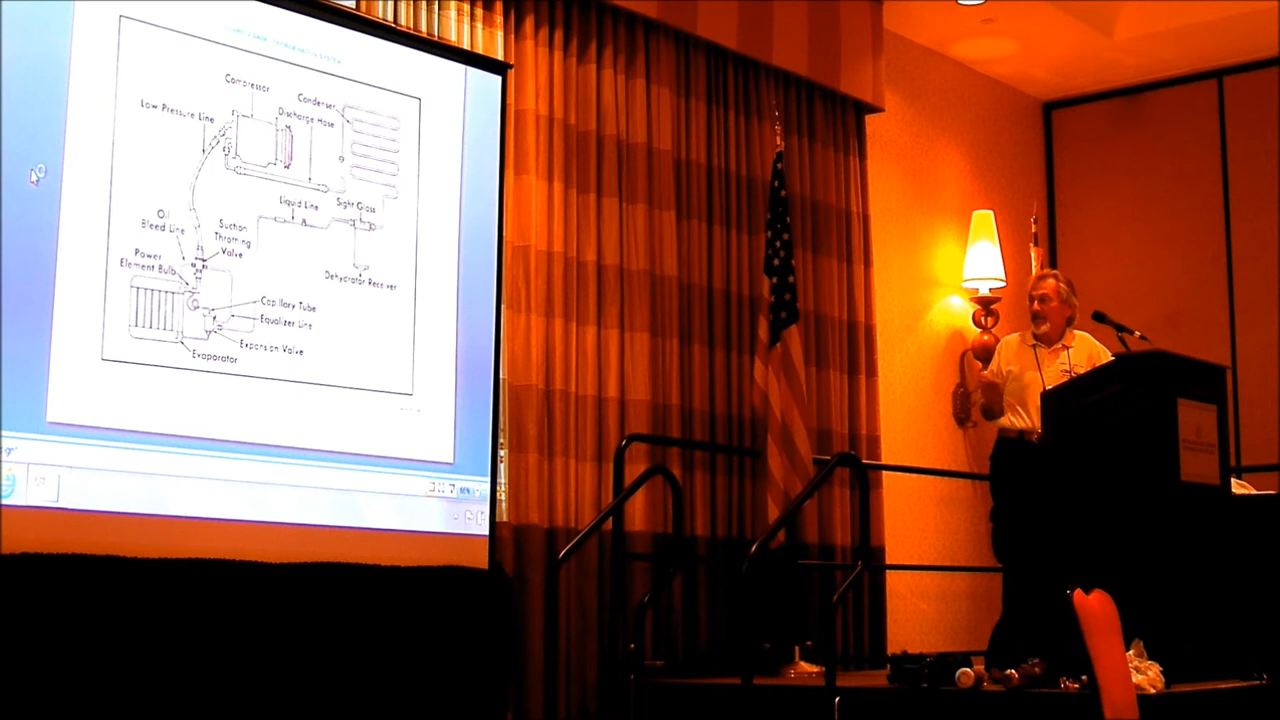 Compressor
Condenser
Low Pressure Line
Discharge Hose
Liquid Line
Sight Glass
Oil
Bleed Line
Suction
Throttling
Valve
Power
Element Bulb
Dehydrator Receiver
Capillary Tube
Equalizer Line
Expansion Valve
Evaporator